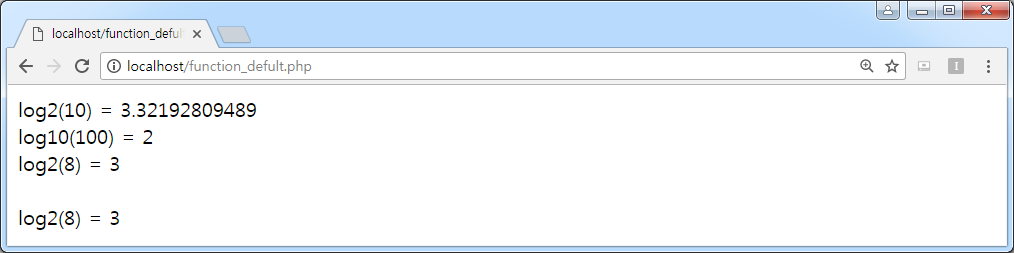 localhost/function_defult
localhost/function_defult.php
log2(10) = 3.32192809489
log10(100) = 2
log2(8) = 3
log2(8) = 3